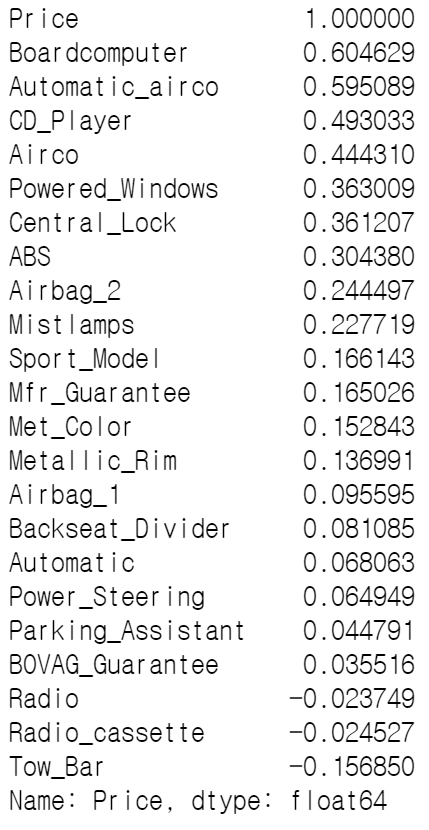 Price 1.000000
Boardcomputer 0.604629
Automatic_airco 0.595089
CD_Player 0.493033
Airco 0.444310
Powered_Windows 0.363009
Central_Lock 0.361207
ABS 0.304380
Airbag_2 0.244497
Mistlamps 0.227719
Sport_Model 0.166143
Mfr_Guarantee 0.165026
Met_Color 0.152843
Metallic_Rim 0.136991
Airbag_1 0.095595
Backseat_Divider 0.081085
Automatic 0.068063
Power_Steering 0.064949
Parking_Assistant 0.044791
BOVAG_Guarantee 0.035516
Radio -0.023749
Radio_cassette -0.024527
Tow_Bar -0.156850
Name: Price, dtype: float64